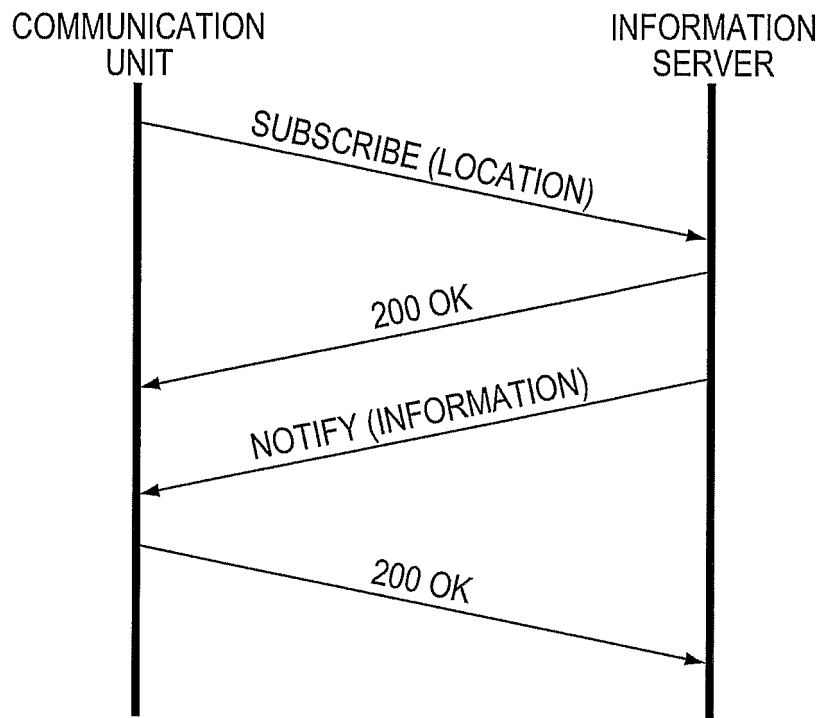 COMMUNICATION
UNIT
INFORMATION
SERVER
SUBSCRIBE (LOCATION)
200 OK
NOTIFY (INFORMATION)
200 OK